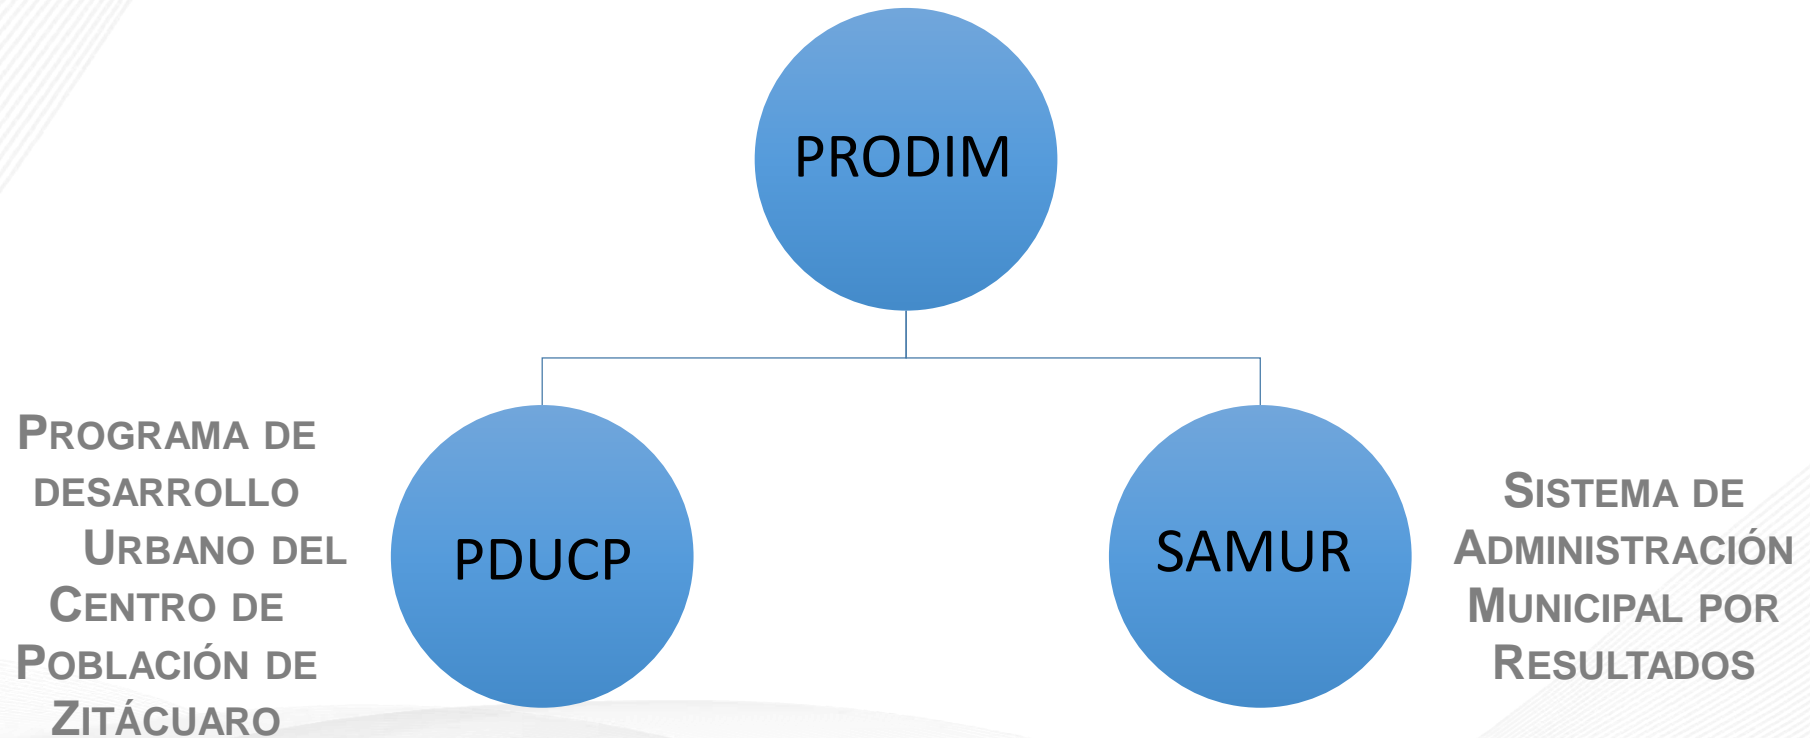 PRODIM
PROGRAMA DE
DESARROLLO
URBANO DEL
CENTRO DE
POBLACIÓN DE
ZITÁCUARO
PDUCP
SAMUR
SISTEMA DE
ADMINISTRACIÓN
MUNICIPAL POR
RESULTADOS